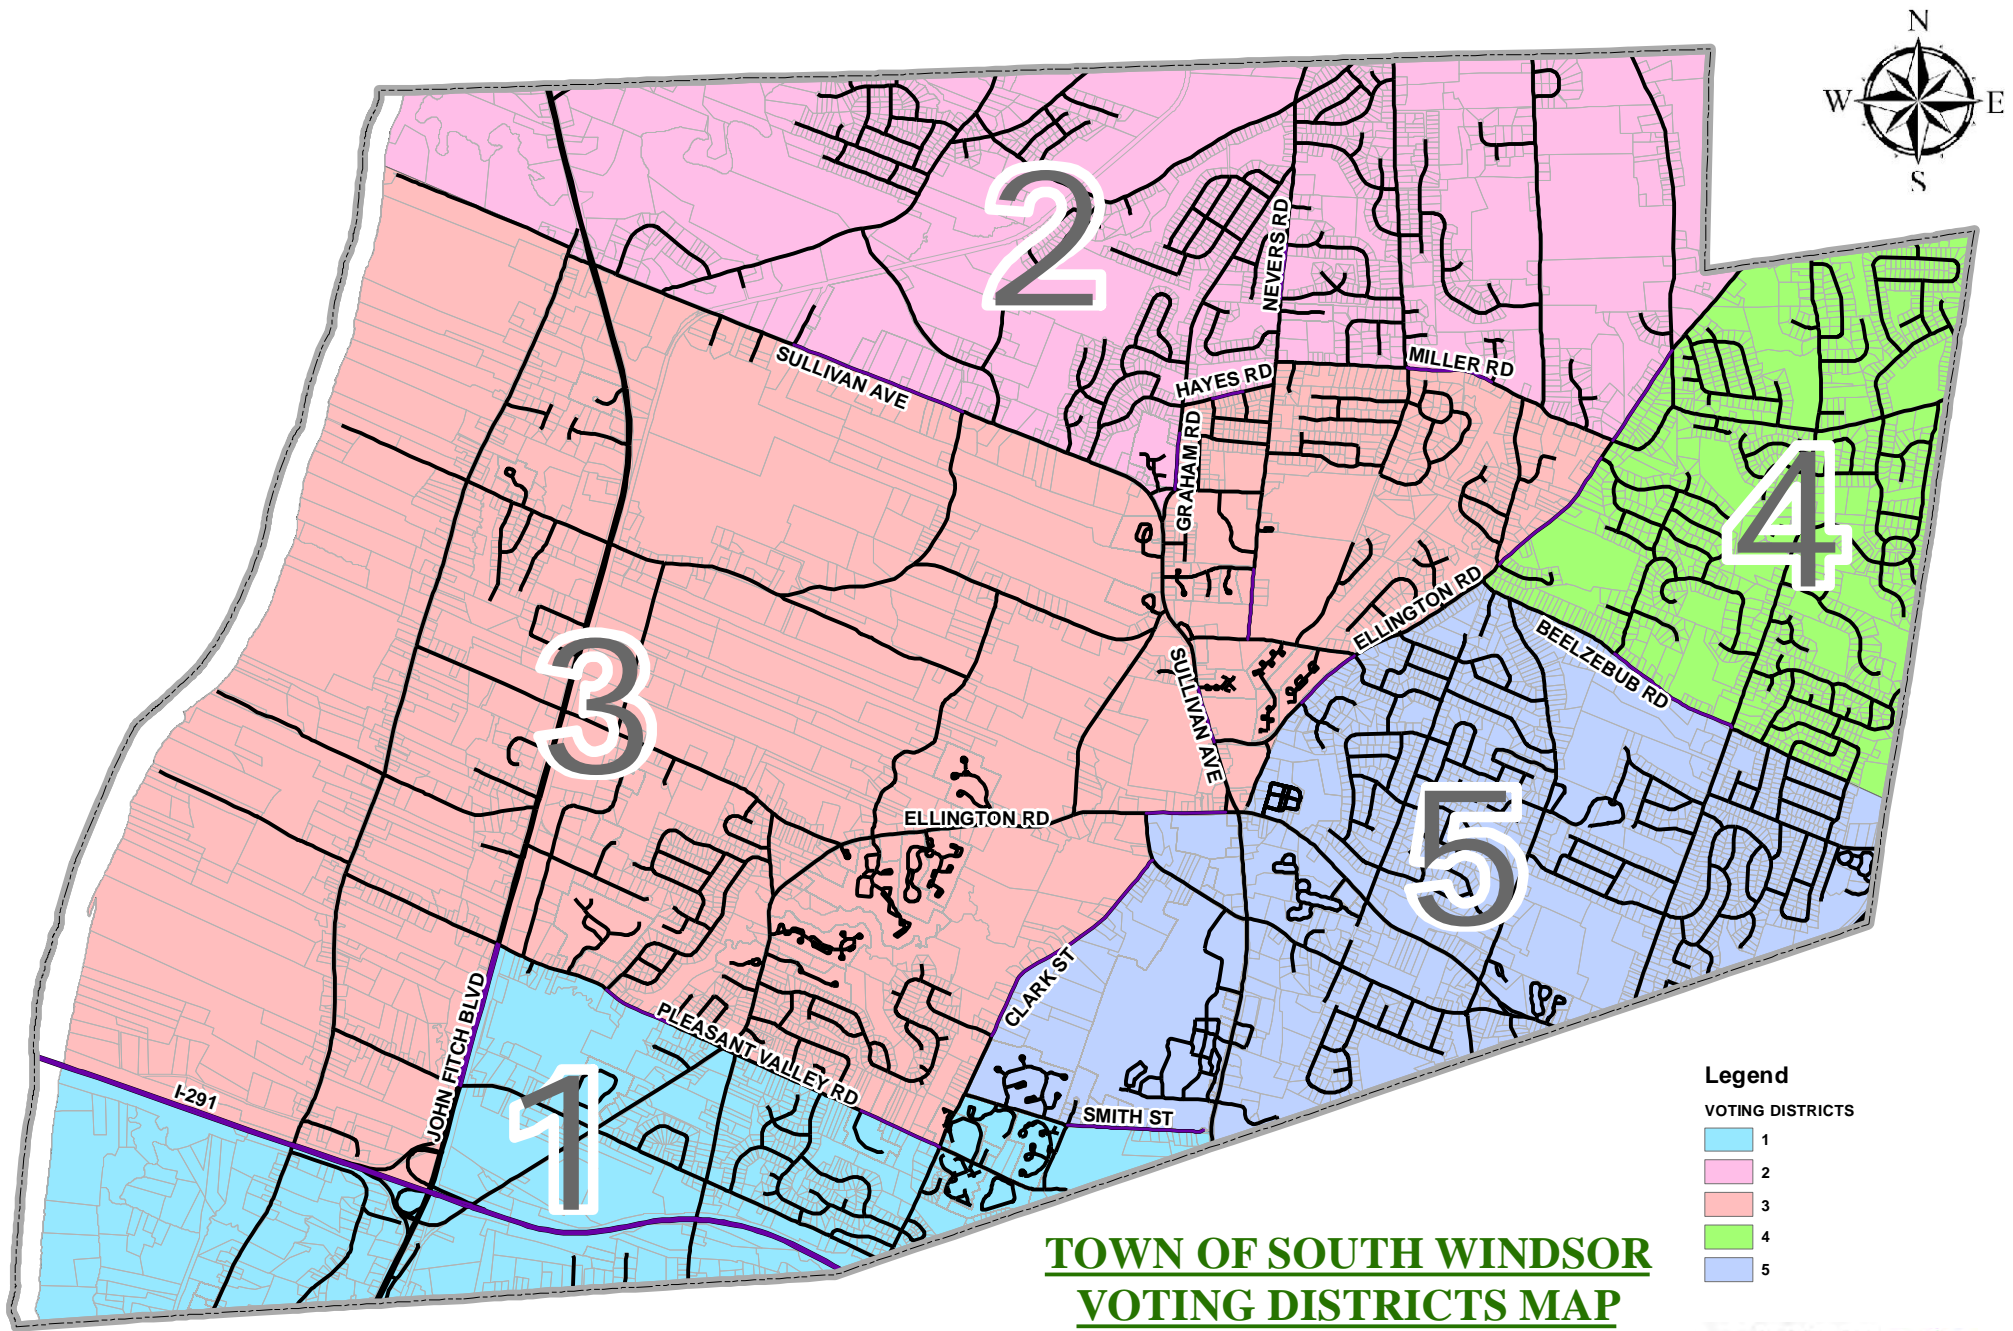 N
W E
S
2
NEVERS RD
SULLIVAN AVE
HAYES RD
MILLER RD
GRAHAM RD
4
ELLINGTON RD
BEELZEBUB RD
3
SULLIVAN AVE
ELLINGTON RD
5
CLARK ST
JOHN FITCH BLVD
PLEASANT VALLEY RD
I-291
1
SMITH ST
Legend
VOTING DISTRICTS
1
2
3
4
5
TOWN OF SOUTH WINDSOR
VOTING DISTRICTS MAP